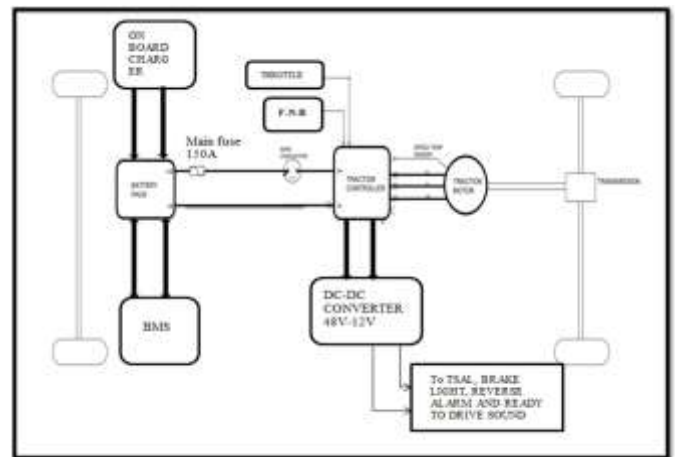 ON
BOARD
CHARG
ER
THROTTLE
F-N-R
Main fuse
150A
BATTERY
PACK
TRACTION
CONTROLLER
TRACTION
MOTOR
TRANSMISSION
BMS
DC-DC
CONVERTER
48V-12V
To TSAL, BRAKE
LIGHT, REVERSE
ALARM AND READY
TO DRIVE SOUND